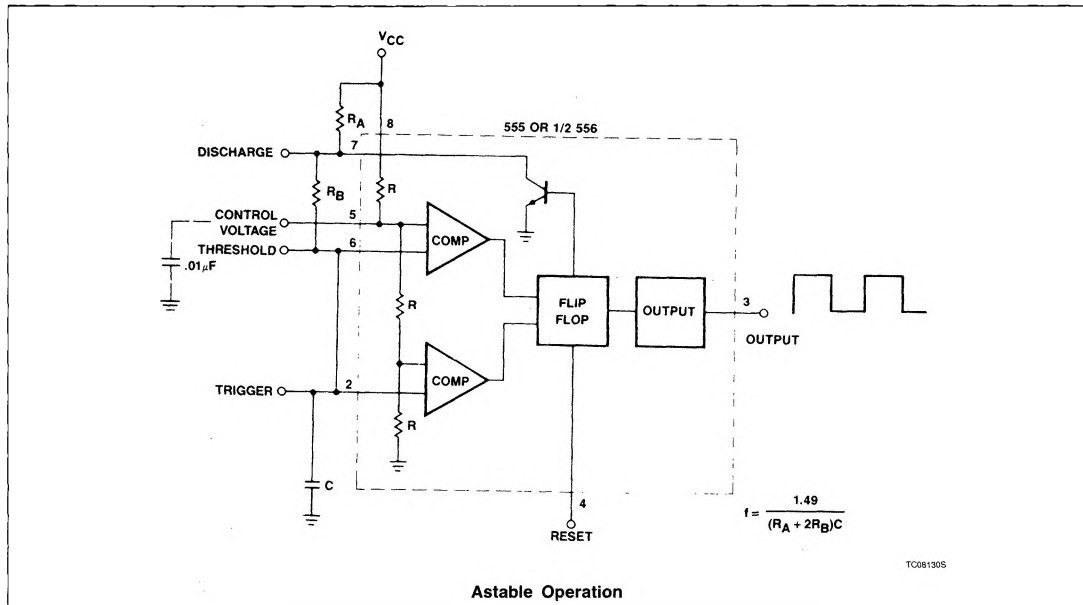 VCC
RA
8
555 OR 1/2 556
DISCHARGE
7
RB
R
CONTROL
VOLTAGE
5
COMP
THRESHOLD
6
.01µF
R
FLIP
FLOP
OUTPUT
3
OUTPUT
COMP
TRIGGER
2
R
C
4
RESET
f = 1.49
(RA + 2RB)C
TC08130S
Astable Operation